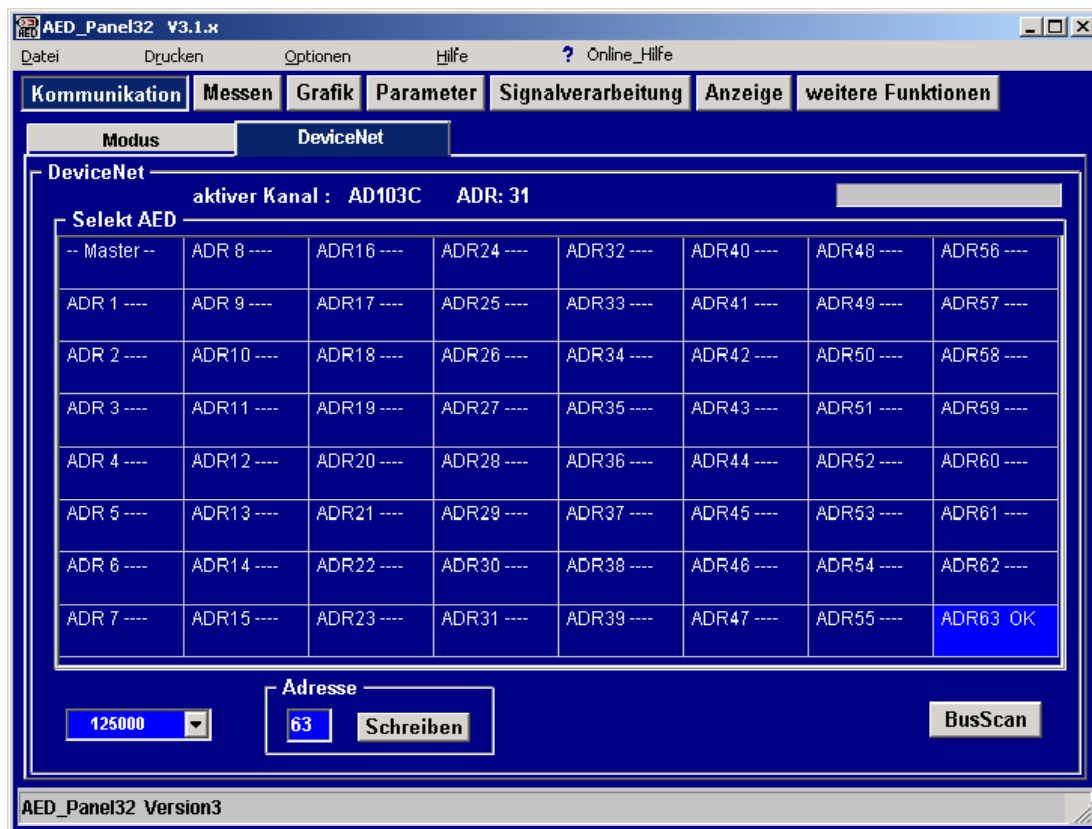 AED_Panel32 V3.1.x
Datei Drucken Optionen Hilfe ? Online_Hilfe
Kommunikation Messen Grafik Parameter Signalverarbeitung Anzeige weitere Funktionen
Modus DeviceNet
DeviceNet
aktiver Kanal : AD103C ADR: 31
Selekt AED
-- Master -- ADR 8 ---- ADR16 ---- ADR24 ---- ADR32 ---- ADR40 ---- ADR48 ---- ADR56 ----
ADR 1 ---- ADR 9 ---- ADR17 ---- ADR25 ---- ADR33 ---- ADR41 ---- ADR49 ---- ADR57 ----
ADR 2 ---- ADR10 ---- ADR18 ---- ADR26 ---- ADR34 ---- ADR42 ---- ADR50 ---- ADR58 ----
ADR 3 ---- ADR11 ---- ADR19 ---- ADR27 ---- ADR35 ---- ADR43 ---- ADR51 ---- ADR59 ----
ADR 4 ---- ADR12 ---- ADR20 ---- ADR28 ---- ADR36 ---- ADR44 ---- ADR52 ---- ADR60 ----
ADR 5 ---- ADR13 ---- ADR21 ---- ADR29 ---- ADR37 ---- ADR45 ---- ADR53 ---- ADR61 ----
ADR 6 ---- ADR14 ---- ADR22 ---- ADR30 ---- ADR38 ---- ADR46 ---- ADR54 ---- ADR62 ----
ADR 7 ---- ADR15 ---- ADR23 ---- ADR31 ---- ADR39 ---- ADR47 ---- ADR55 ---- ADR63 OK
Adresse
125000 63 Schreiben BusScan
AED_Panel32 Version3